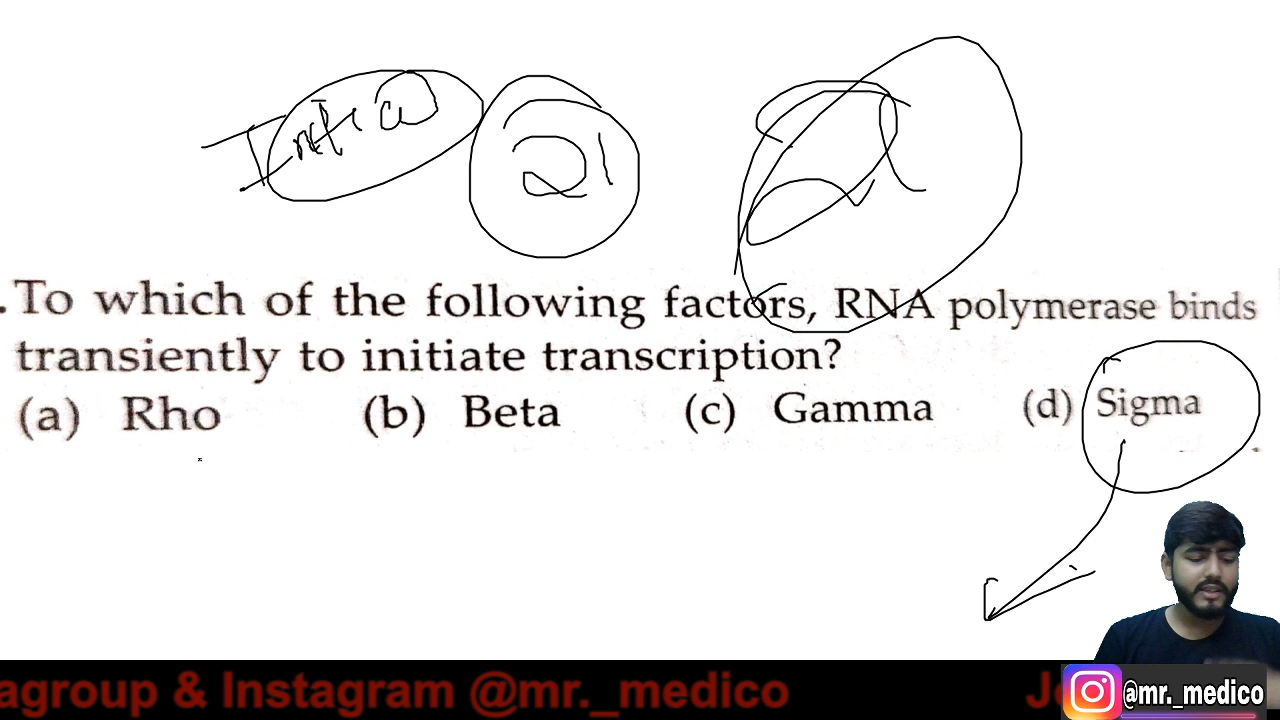 .To which of the following factors, RNA polymerase binds
transiently to initiate transcription?
(a) Rho (b) Beta (c) Gamma (d) Sigma
agroup & Instagram @mr._medico
@mr._medico